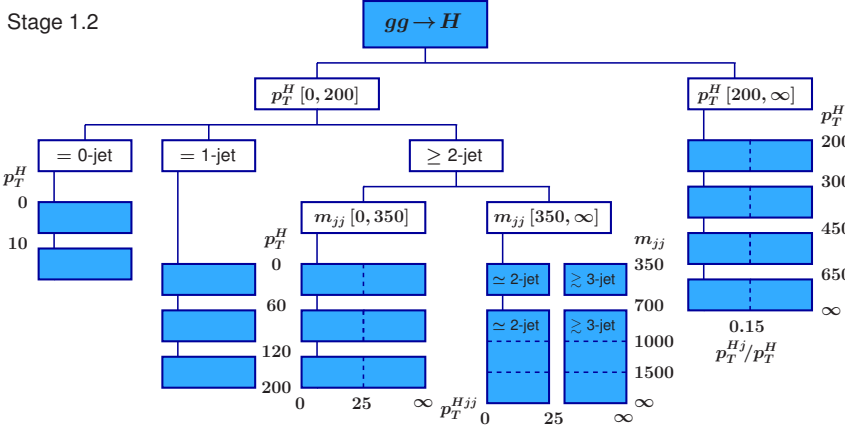 Stage 1.2
gg → H
p_T^H [0, 200]
p_T^H [200, ∞]
= 0-jet
= 1-jet
≥ 2-jet
p_T^H
0
10
m_jj [0, 350]
m_jj [350, ∞]
p_T^H
0
60
120
200
0 25 ∞
≃ 2-jet ≳ 3-jet
≃ 2-jet ≳ 3-jet
m_jj
350
700
1000
1500
∞
p_T^Hjj 0 25 ∞
p_T^H
200
300
450
650
∞
0.15
p_T^Hj/p_T^H